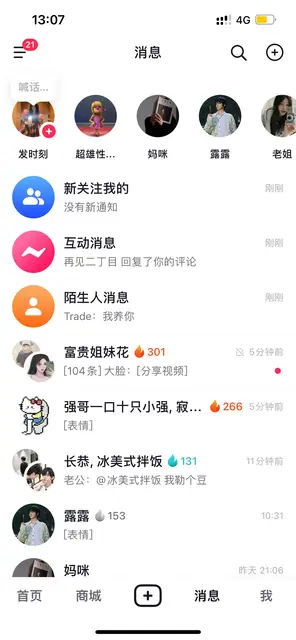 13:07
4G
62
21
消息
喊话...
发时刻
超雄性...
妈咪
露露
老姐
新关注我的
刚刚
没有新通知
互动消息
刚刚
再见二丁目 回复了你的评论
陌生人消息
刚刚
Trade：我养你
富贵姐妹花 301
5分钟前
[104条] 大脸：[分享视频]
强哥一口十只小强, 寂... 266
5分钟前
[表情]
长恭, 冰美式拌饭 131
11分钟前
老公：@冰美式拌饭 我勒个豆
露露 153
10:31
[表情]
妈咪
昨天 21:06
首页
商城
消息
我